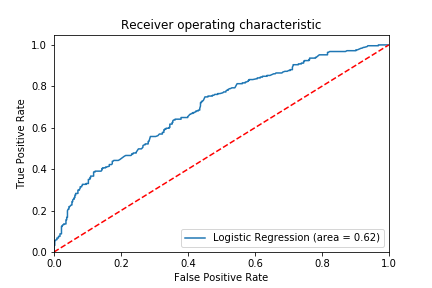 Receiver operating characteristic
1.0
0.8
0.6
0.4
0.2
0.0
True Positive Rate
Logistic Regression (area = 0.62)
0.0 0.2 0.4 0.6 0.8 1.0
False Positive Rate